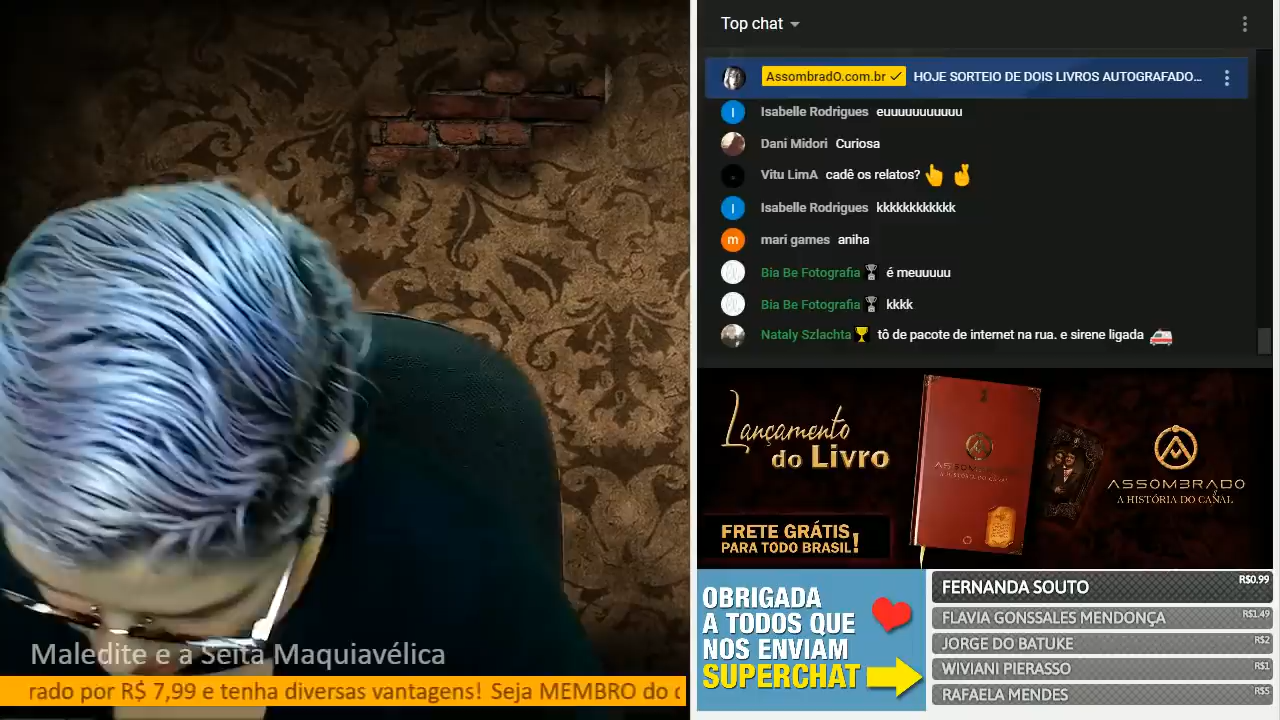 Top chat
AssombradO.com.br HOJE SORTEIO DE DOIS LIVROS AUTOGRAFADO...
Isabelle Rodrigues euuuuuuuuuuu
Dani Midori Curiosa
Vitu LimA cadê os relatos? 👆 🤞
Isabelle Rodrigues kkkkkkkkkkkk
m mari games aniha
Bia Be Fotografia é meuuuuu
Bia Be Fotografia kkkk
Nataly Szlachta tô de pacote de internet na rua. e sirene ligada 🚑
Lançamento
do Livro
FRETE GRÁTIS
PARA TODO BRASIL!
ASSOMBRADO
A HISTÓRIA DO CANAL
ASSOMBRADO
A HISTÓRIA DO CANAL
OBRIGADA
A TODOS QUE
NOS ENVIAM
SUPERCHAT
FERNANDA SOUTO R$0.99
FLAVIA GONSSALES MENDONÇA R$1.49
JORGE DO BATUKE R$2
WIVIANI PIERASSO R$1
RAFAELA MENDES R$5
Maledite e a Seita Maquiavélica
rado por R$ 7,99 e tenha diversas vantagens! Seja MEMBRO do c